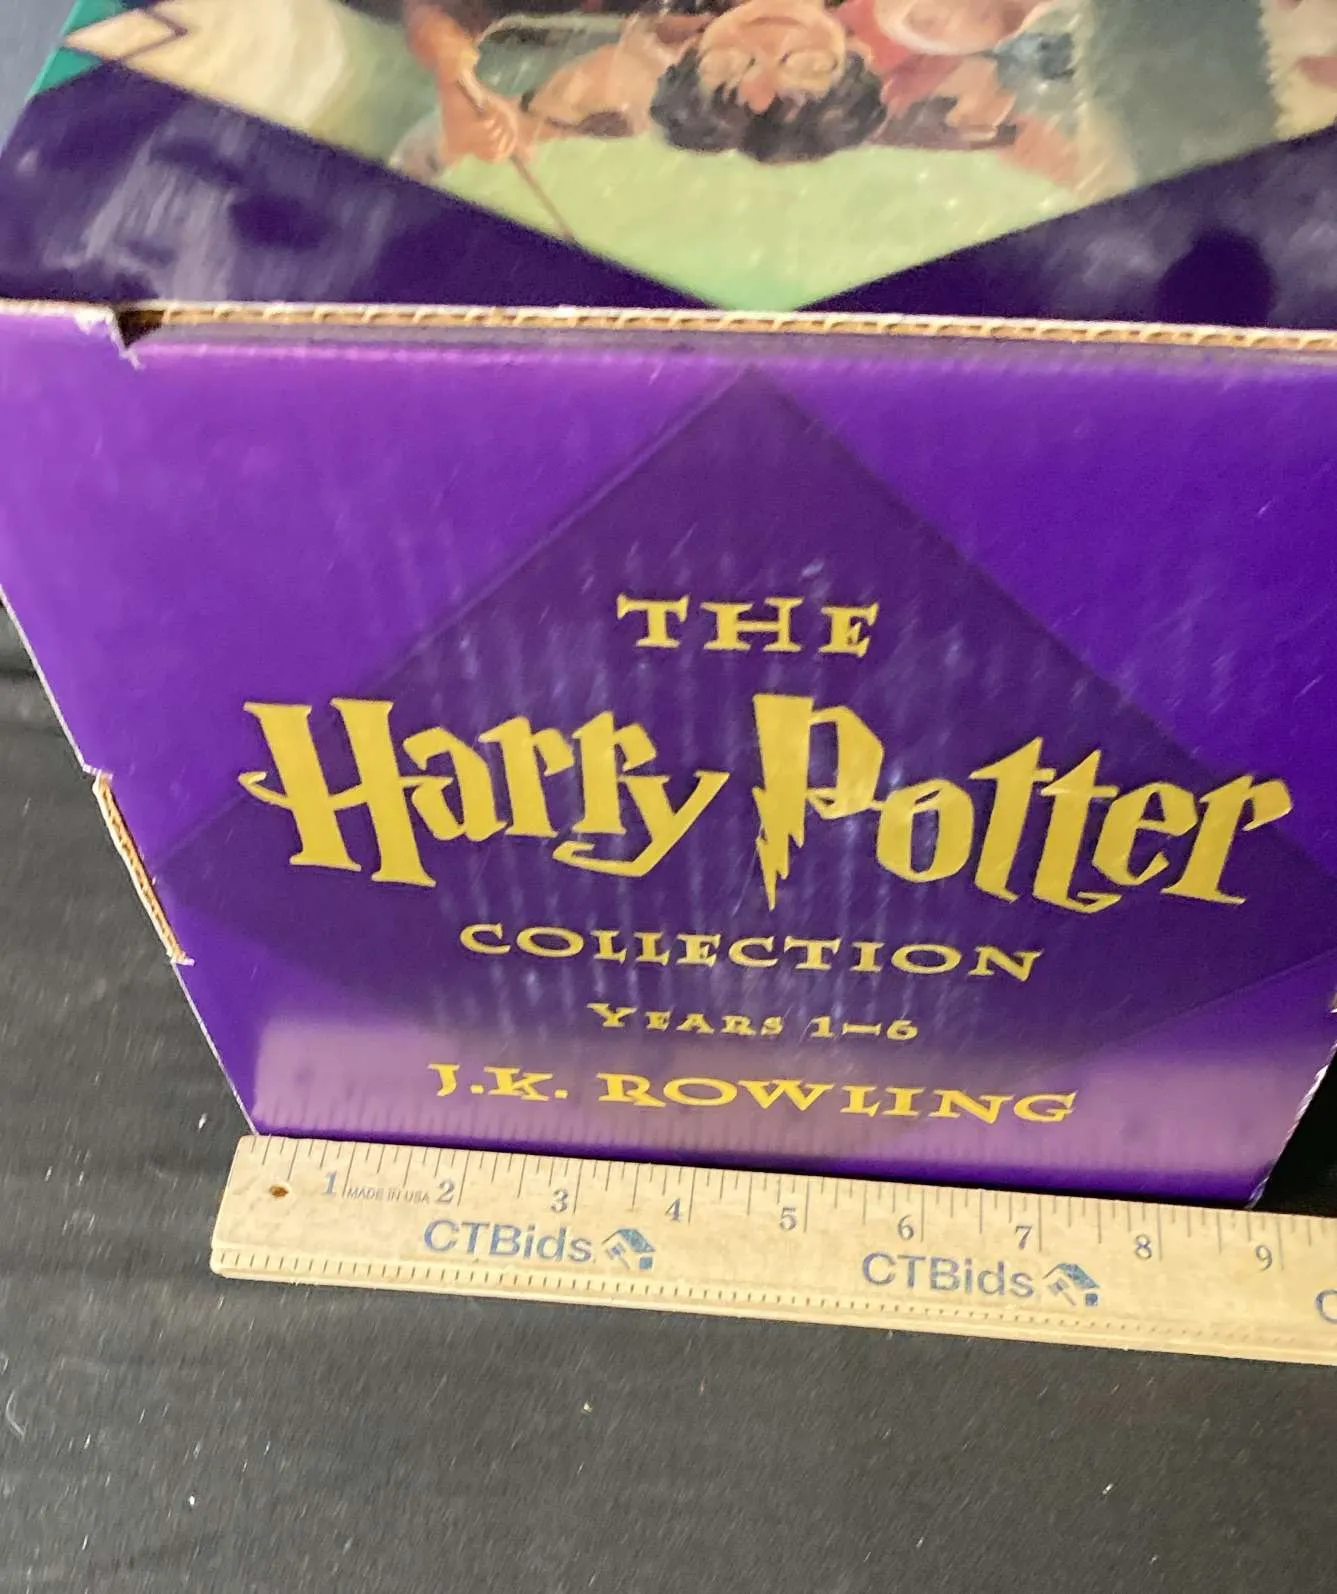 THE
Harry Potter
COLLECTION
YEARS 1–6
J.K. ROWLING
1 MADE IN USA 2 3 4 5 6 7 8 9
CTBids CTBids